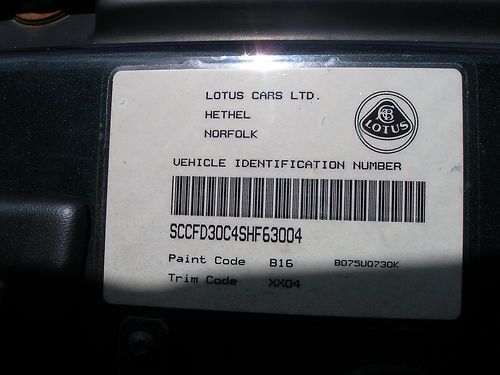 LOTUS CARS LTD.
HETHEL
NORFOLK
LOTUS
VEHICLE IDENTIFICATION NUMBER
SCCFD30C4SHF63004
Paint Code B16 B075U0730K
Trim Code XX04